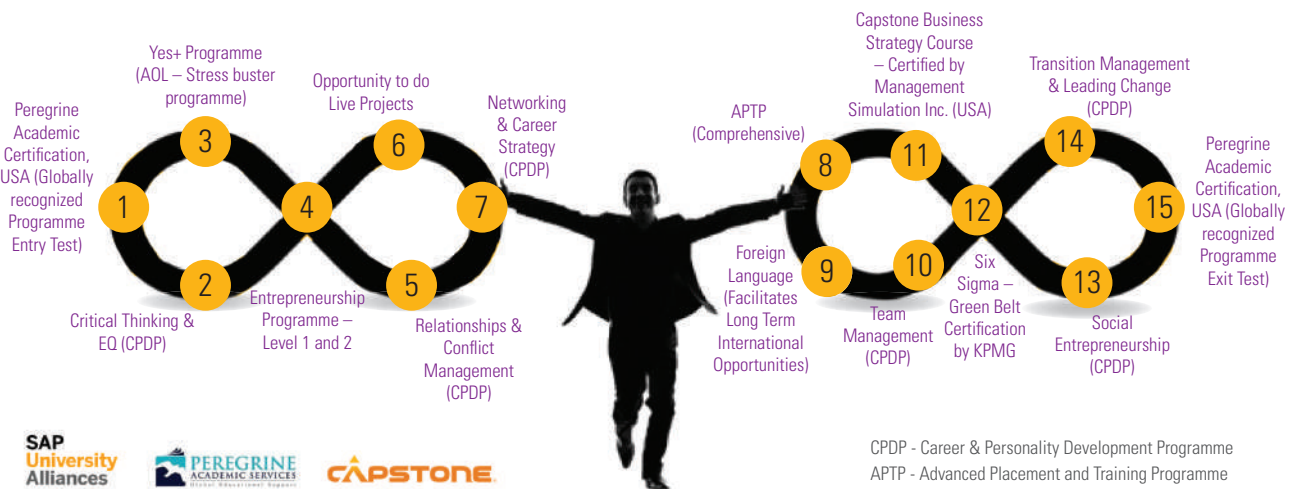 Peregrine
Academic
Certification,
USA (Globally
recognized
Programme
Entry Test)
1
2
Critical Thinking &
EQ (CPDP)
Yes+ Programme
(AOL – Stress buster
programme)
3
4
Entrepreneurship
Programme –
Level 1 and 2
5
Relationships &
Conflict
Management
(CPDP)
Opportunity to do
Live Projects
6
Networking
& Career
Strategy
(CPDP)
7
APTP
(Comprehensive)
8
9
Foreign
Language
(Facilitates
Long Term
International
Opportunities)
10
Team
Management
(CPDP)
Capstone Business
Strategy Course
– Certified by
Management
Simulation Inc. (USA)
11
12
Six
Sigma –
Green Belt
Certification
by KPMG
13
Social
Entrepreneurship
(CPDP)
Transition Management
& Leading Change
(CPDP)
14
15
Peregrine
Academic
Certification,
USA (Globally
recognized
Programme
Exit Test)
SAP
University
Alliances
PEREGRINE
ACADEMIC SERVICES
Global Educational Support
CAPSTONE
CPDP - Career & Personality Development Programme
APTP - Advanced Placement and Training Programme